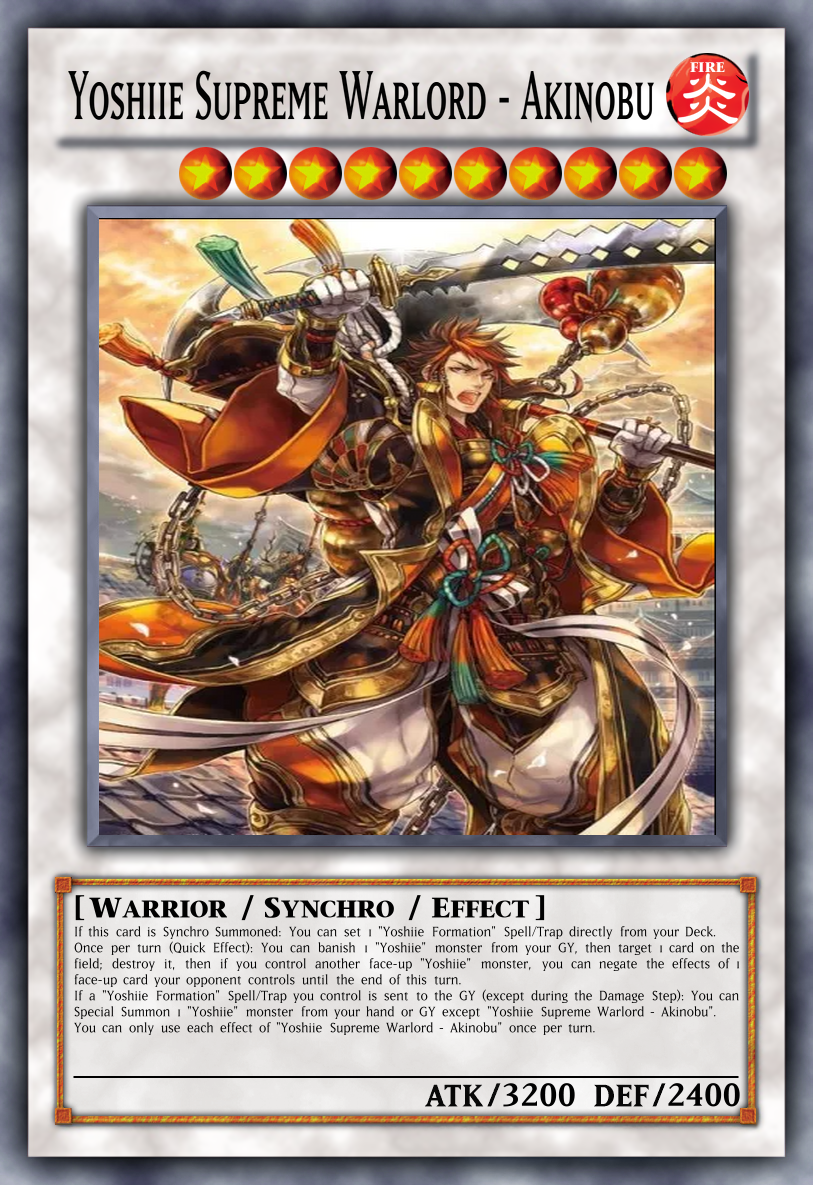 Yoshiie Supreme Warlord - Akinobu
FIRE
炎
[ Warrior / Synchro / Effect ]
If this card is Synchro Summoned: You can set 1 "Yoshiie Formation" Spell/Trap directly from your Deck.
Once per turn (Quick Effect): You can banish 1 "Yoshiie" monster from your GY, then target 1 card on the
field; destroy it, then if you control another face-up "Yoshiie" monster, you can negate the effects of 1
face-up card your opponent controls until the end of this turn.
If a "Yoshiie Formation" Spell/Trap you control is sent to the GY (except during the Damage Step): You can
Special Summon 1 "Yoshiie" monster from your hand or GY except "Yoshiie Supreme Warlord - Akinobu".
You can only use each effect of "Yoshiie Supreme Warlord - Akinobu" once per turn.
ATK/3200 DEF/2400